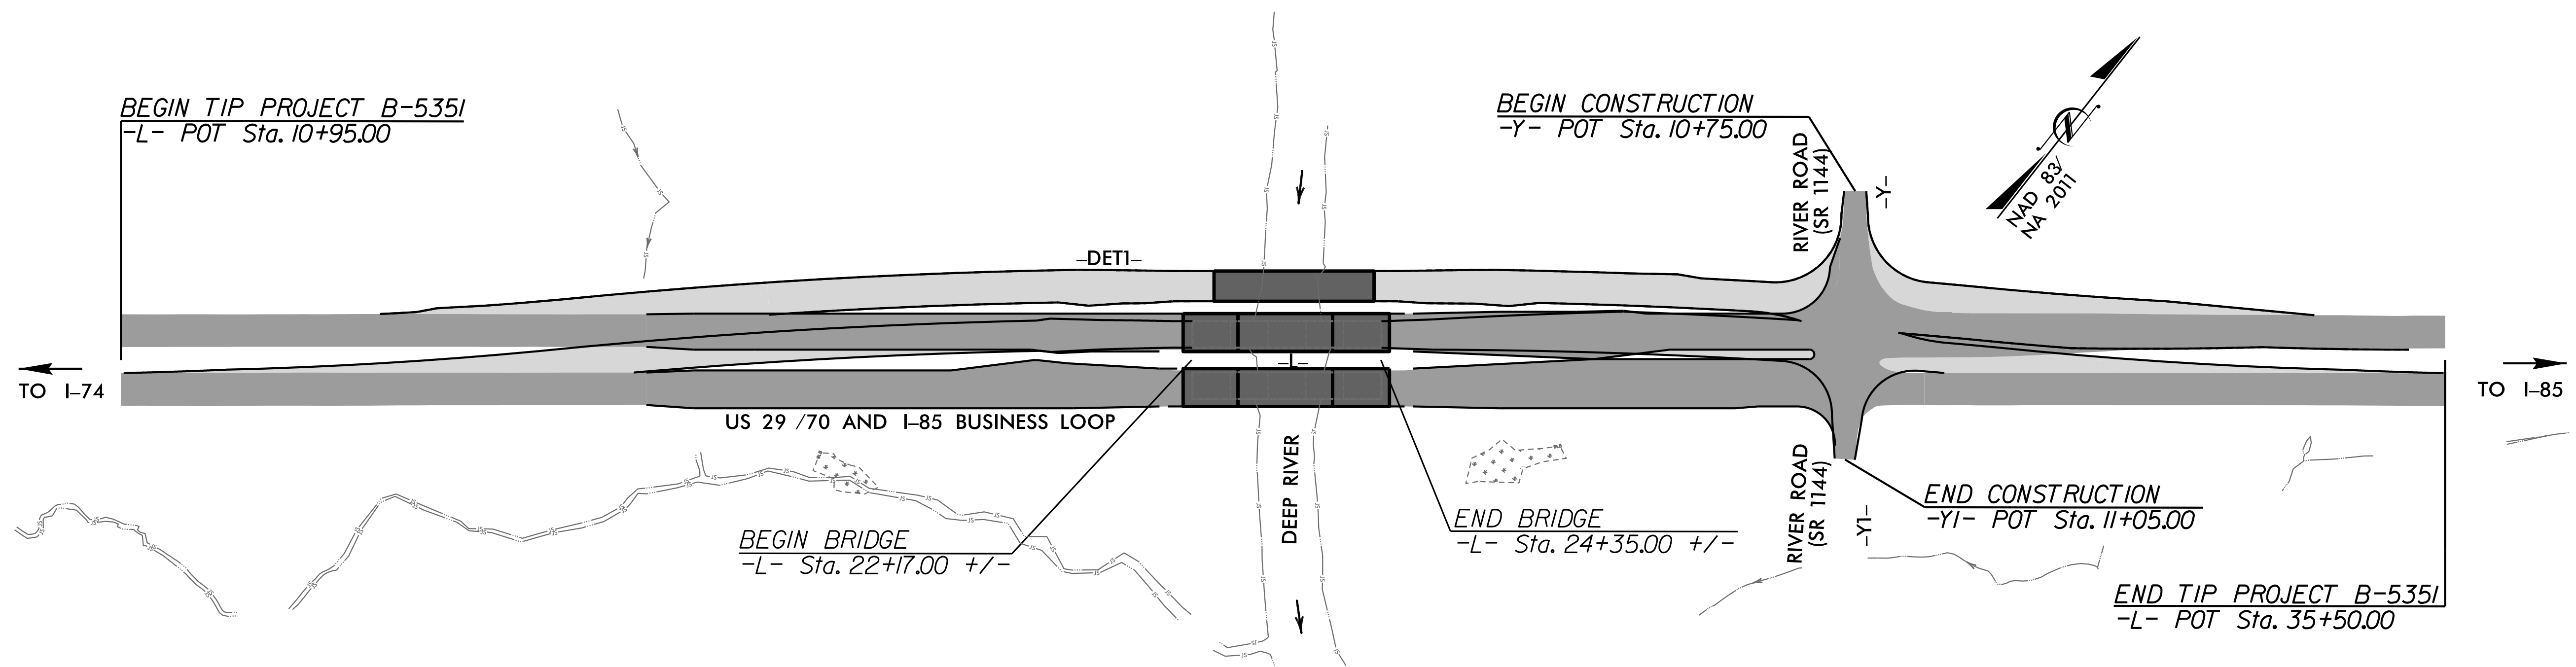 BEGIN TIP PROJECT B-5351
-L- POT Sta. 10+95.00
BEGIN CONSTRUCTION
-Y- POT Sta. 10+75.00
RIVER ROAD
(SR 1144)
-Y-
NAD 83/
NA 2011
-DET1-
-L-
TO I-74
TO I-85
US 29 /70 AND I-85 BUSINESS LOOP
DEEP RIVER
BEGIN BRIDGE
-L- Sta. 22+17.00 +/-
END BRIDGE
-L- Sta. 24+35.00 +/-
RIVER ROAD
(SR 1144)
-Y1-
END CONSTRUCTION
-Y1- POT Sta. 11+05.00
END TIP PROJECT B-5351
-L- POT Sta. 35+50.00